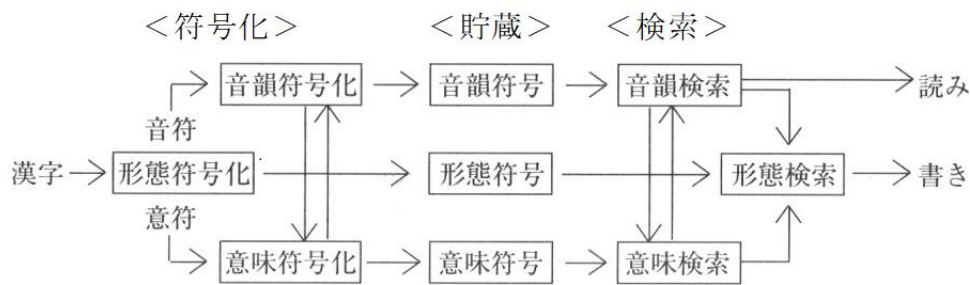 <符号化> <貯蔵> <検索>
音韻符号化 音韻符号 音韻検索 読み
音符
漢字 形態符号化 形態符号 形態検索 書き
意符
意味符号化 意味符号 意味検索